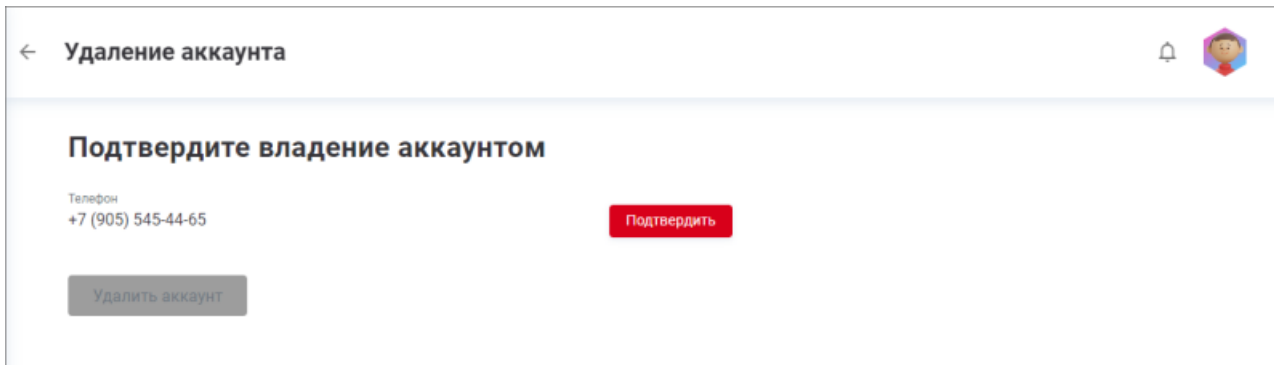 Удаление аккаунта
Подтвердите владение аккаунтом
Телефон
+7 (905) 545-44-65
Подтвердить
Удалить аккаунт